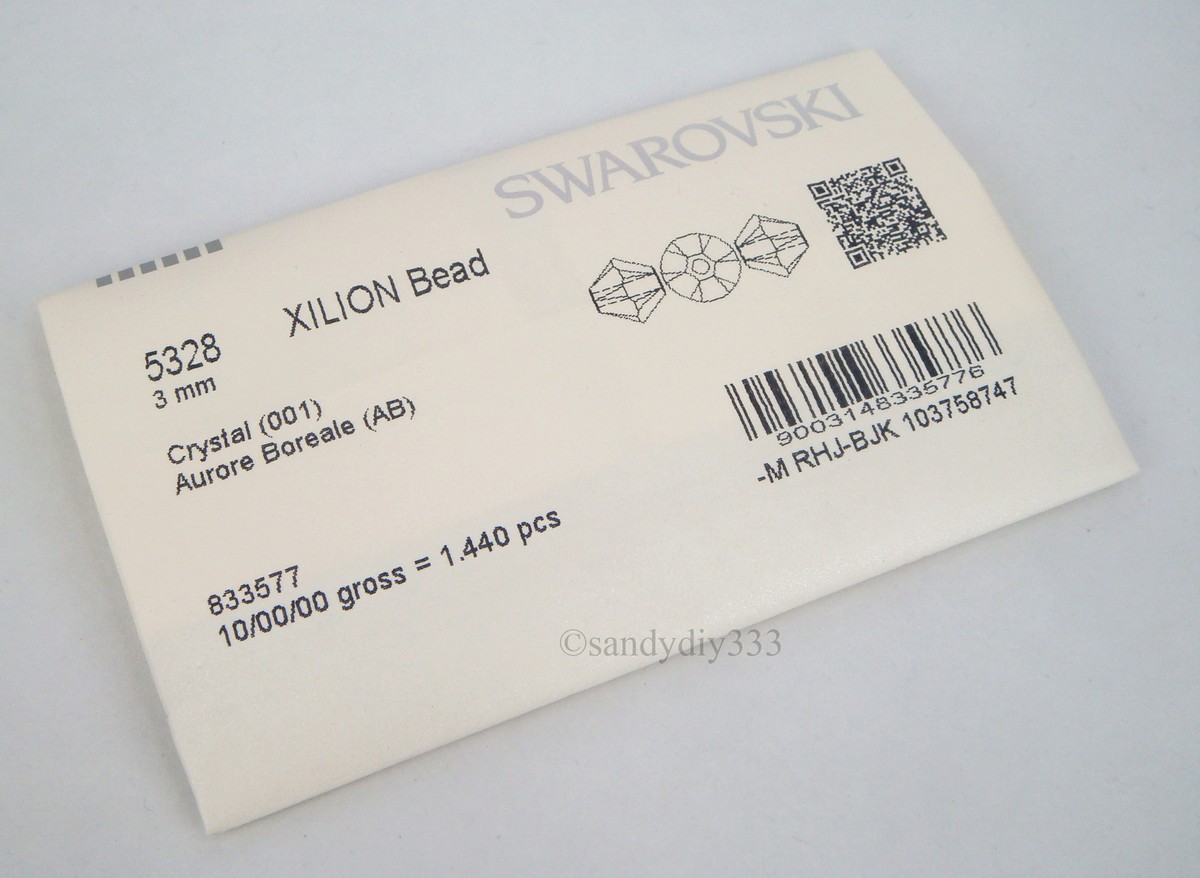 SWAROVSKI
5328 XILION Bead
3 mm
Crystal (001)
Aurore Boreale (AB)
9003148335776
-M RHJ-BJK 103758747
833577
10/00/00 gross = 1.440 pcs
©sandydiy333